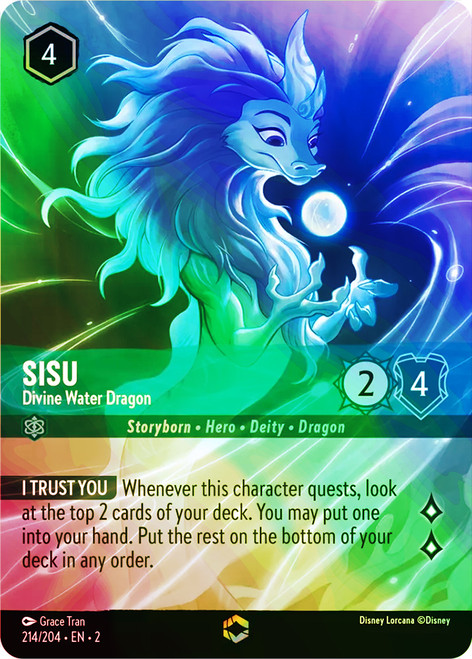 4
SISU
Divine Water Dragon
2
4
Storyborn • Hero • Deity • Dragon
I TRUST YOU Whenever this character quests, look
at the top 2 cards of your deck. You may put one
into your hand. Put the rest on the bottom of your
deck in any order.
Grace Tran
Disney Lorcana ©Disney
214/204 • EN • 2